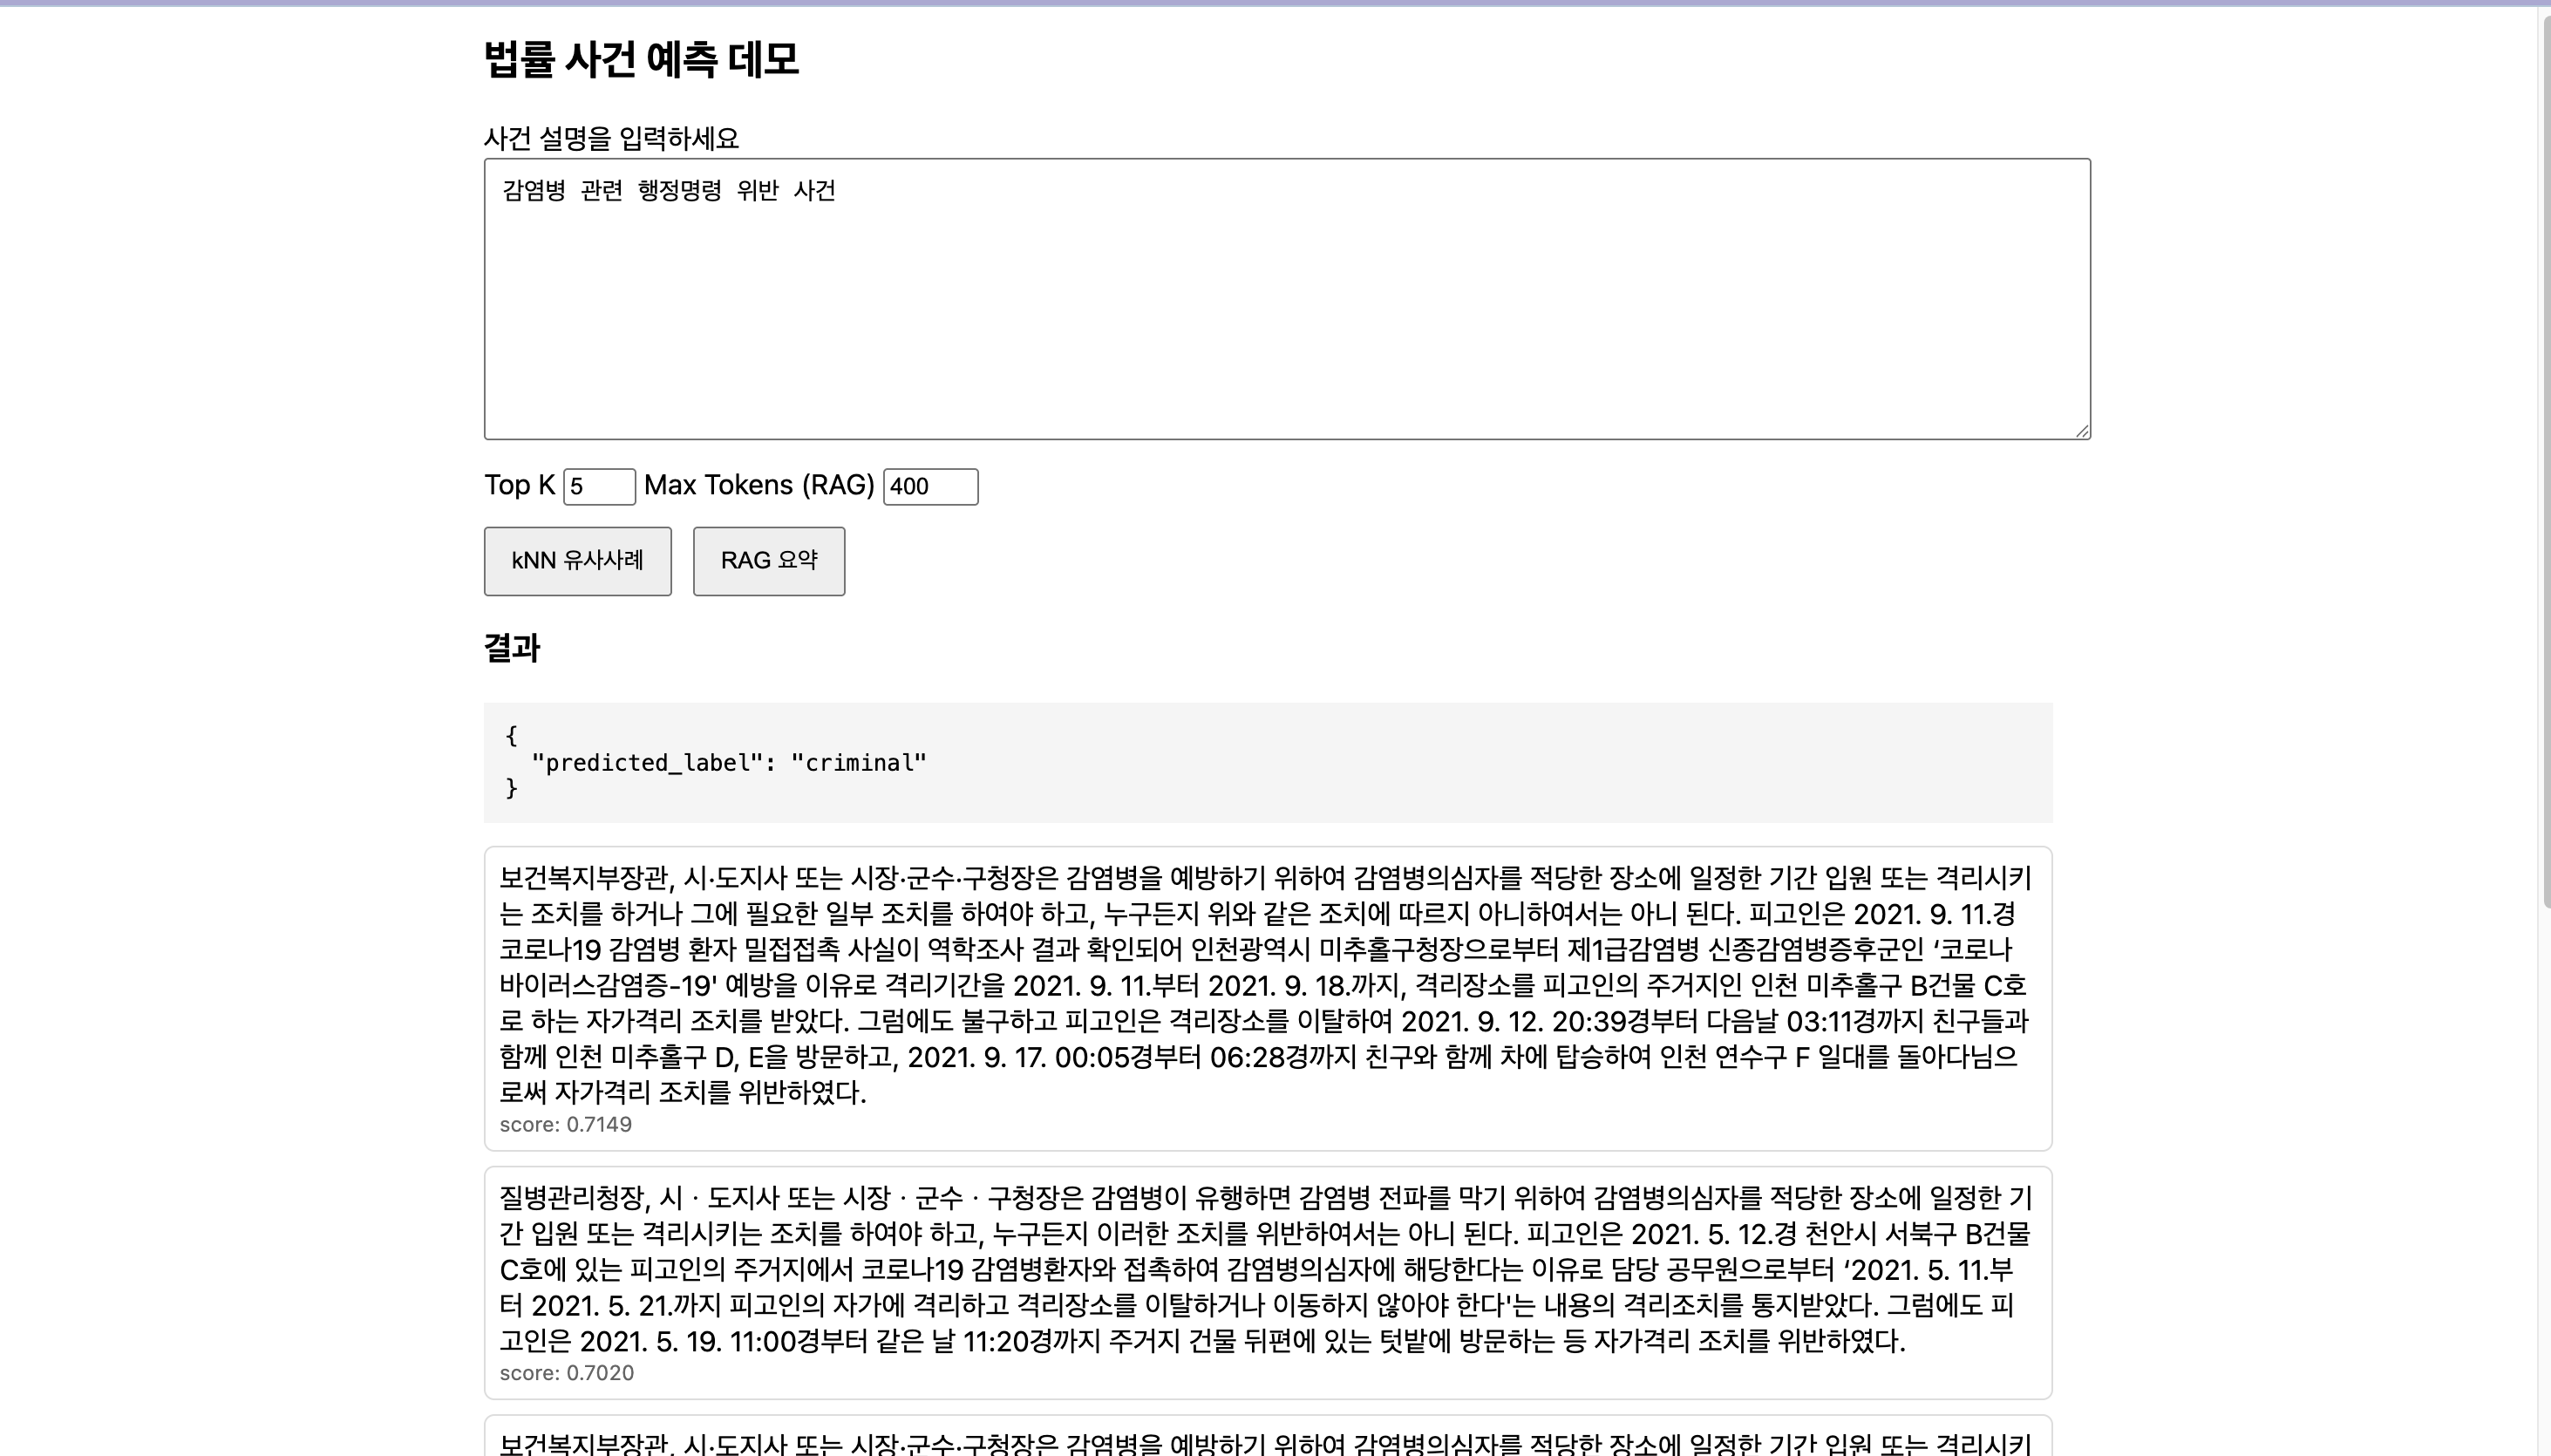 법률 사건 예측 데모
사건 설명을 입력하세요
감염병 관련 행정명령 위반 사건
Top K 5 Max Tokens (RAG) 400
kNN 유사사례 RAG 요약
결과
{
"predicted_label": "criminal"
}
보건복지부장관, 시·도지사 또는 시장·군수·구청장은 감염병을 예방하기 위하여 감염병의심자를 적당한 장소에 일정한 기간 입원 또는 격리시키
는 조치를 하거나 그에 필요한 일부 조치를 하여야 하고, 누구든지 위와 같은 조치에 따르지 아니하여서는 아니 된다. 피고인은 2021. 9. 11.경
코로나19 감염병 환자 밀접접촉 사실이 역학조사 결과 확인되어 인천광역시 미추홀구청장으로부터 제1급감염병 신종감염병증후군인 ‘코로나
바이러스감염증-19' 예방을 이유로 격리기간을 2021. 9. 11.부터 2021. 9. 18.까지, 격리장소를 피고인의 주거지인 인천 미추홀구 B건물 C호
로 하는 자가격리 조치를 받았다. 그럼에도 불구하고 피고인은 격리장소를 이탈하여 2021. 9. 12. 20:39경부터 다음날 03:11경까지 친구들과
함께 인천 미추홀구 D, E을 방문하고, 2021. 9. 17. 00:05경부터 06:28경까지 친구와 함께 차에 탑승하여 인천 연수구 F 일대를 돌아다님으
로써 자가격리 조치를 위반하였다.
score: 0.7149
질병관리청장, 시 · 도지사 또는 시장 · 군수 · 구청장은 감염병이 유행하면 감염병 전파를 막기 위하여 감염병의심자를 적당한 장소에 일정한 기
간 입원 또는 격리시키는 조치를 하여야 하고, 누구든지 이러한 조치를 위반하여서는 아니 된다. 피고인은 2021. 5. 12.경 천안시 서북구 B건물
C호에 있는 피고인의 주거지에서 코로나19 감염병환자와 접촉하여 감염병의심자에 해당한다는 이유로 담당 공무원으로부터 ‘2021. 5. 11.부
터 2021. 5. 21.까지 피고인의 자가에 격리하고 격리장소를 이탈하거나 이동하지 않아야 한다'는 내용의 격리조치를 통지받았다. 그럼에도 피
고인은 2021. 5. 19. 11:00경부터 같은 날 11:20경까지 주거지 건물 뒤편에 있는 텃밭에 방문하는 등 자가격리 조치를 위반하였다.
score: 0.7020
보건복지부장관, 시·도지사 또는 시장·군수·구청장은 감염병을 예방하기 위하여 감염병의심자를 적당한 장소에 일정한 기간 입원 또는 격리시키